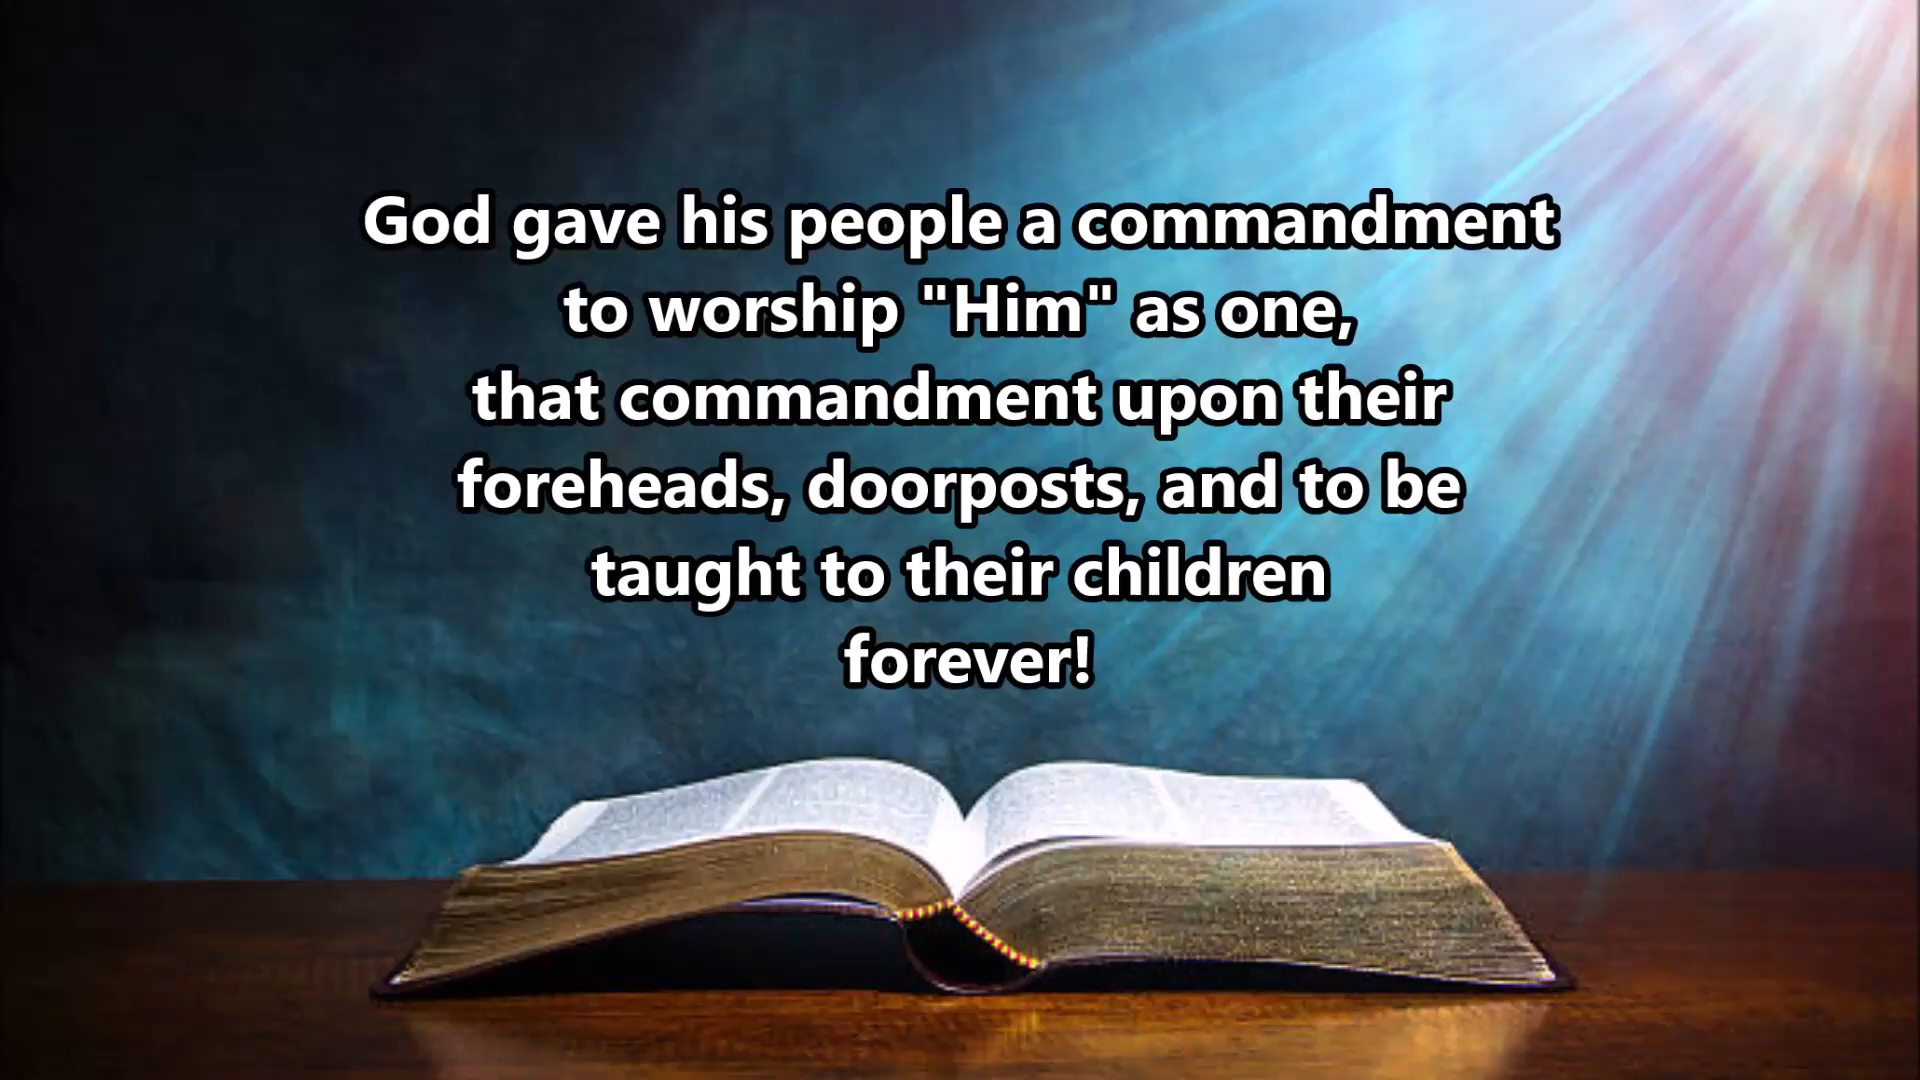 God gave his people a commandment
to worship "Him" as one,
that commandment upon their
foreheads, doorposts, and to be
taught to their children
forever!